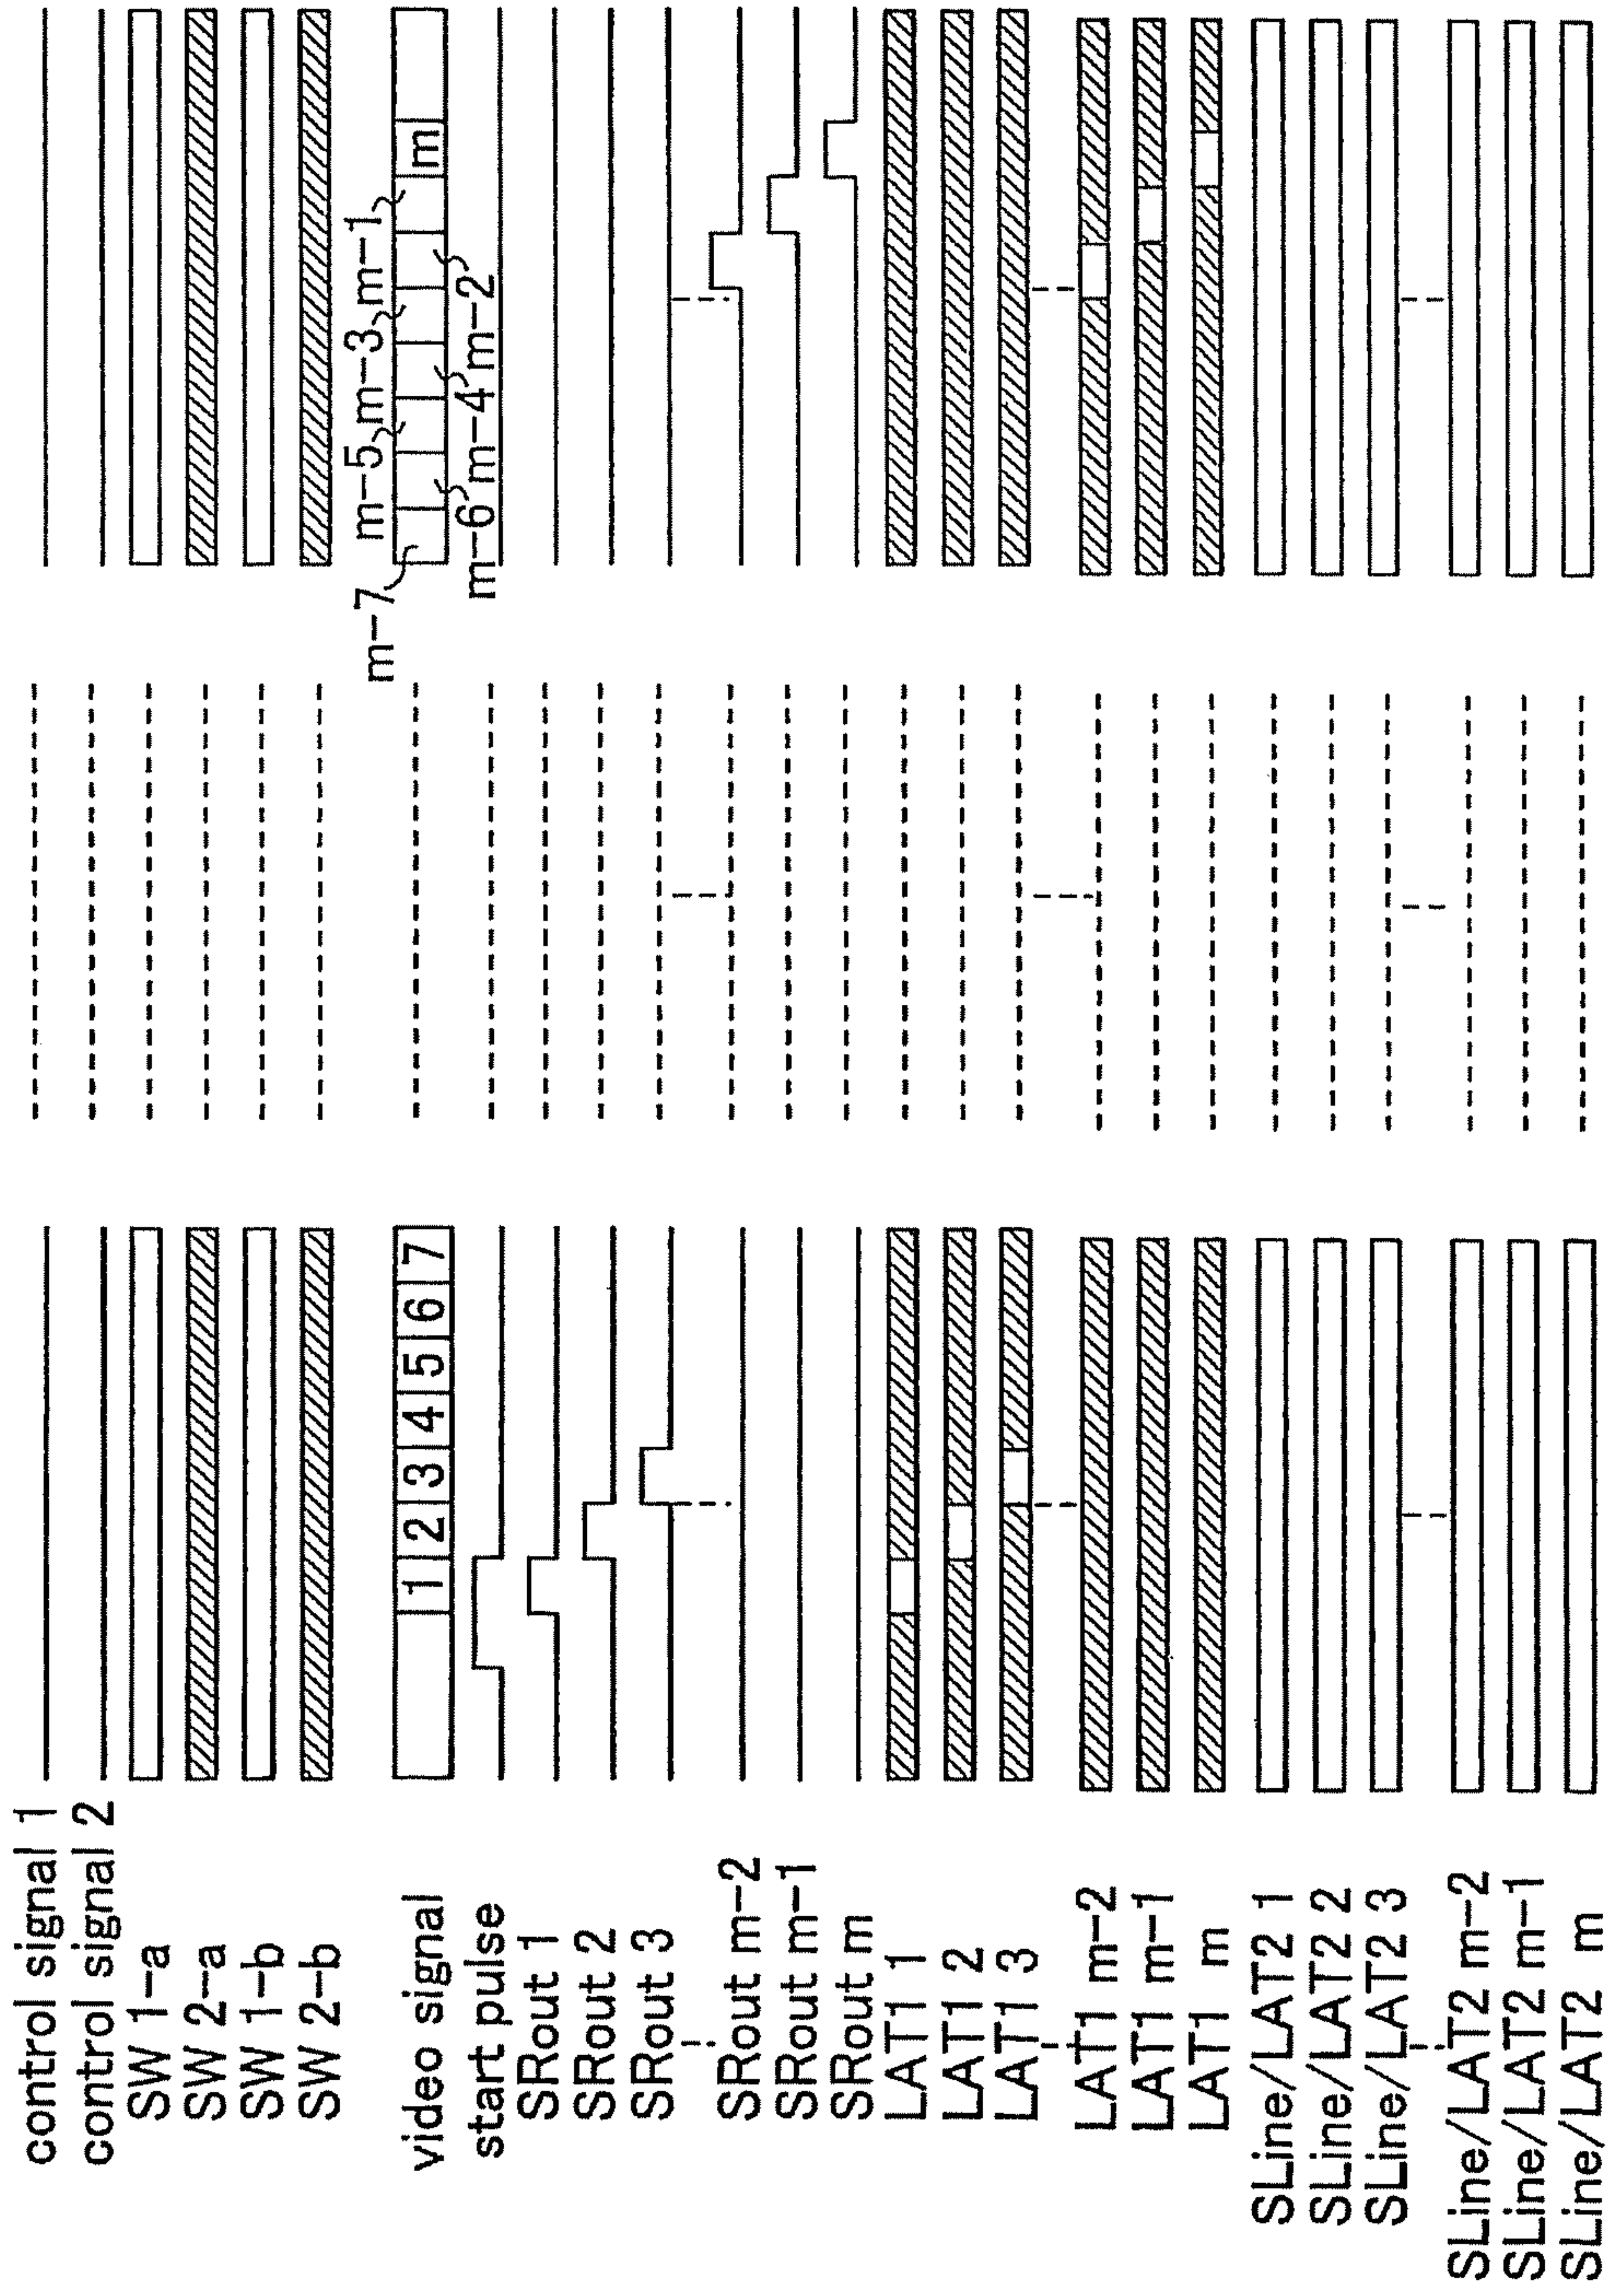 control signal 1
control signal 2
SW 1-a
SW 2-a
SW 1-b
SW 2-b
video signal
1 2 3 4 5 6 7
m-7
m-5 m-3 m-1
m
m-6 m-4 m-2
start pulse
SRout 1
SRout 2
SRout 3
SRout m-2
SRout m-1
SRout m
LAT1 1
LAT1 2
LAT1 3
LAT1 m-2
LAT1 m-1
LAT1 m
SLine/LAT2 1
SLine/LAT2 2
SLine/LAT2 3
SLine/LAT2 m-2
SLine/LAT2 m-1
SLine/LAT2 m